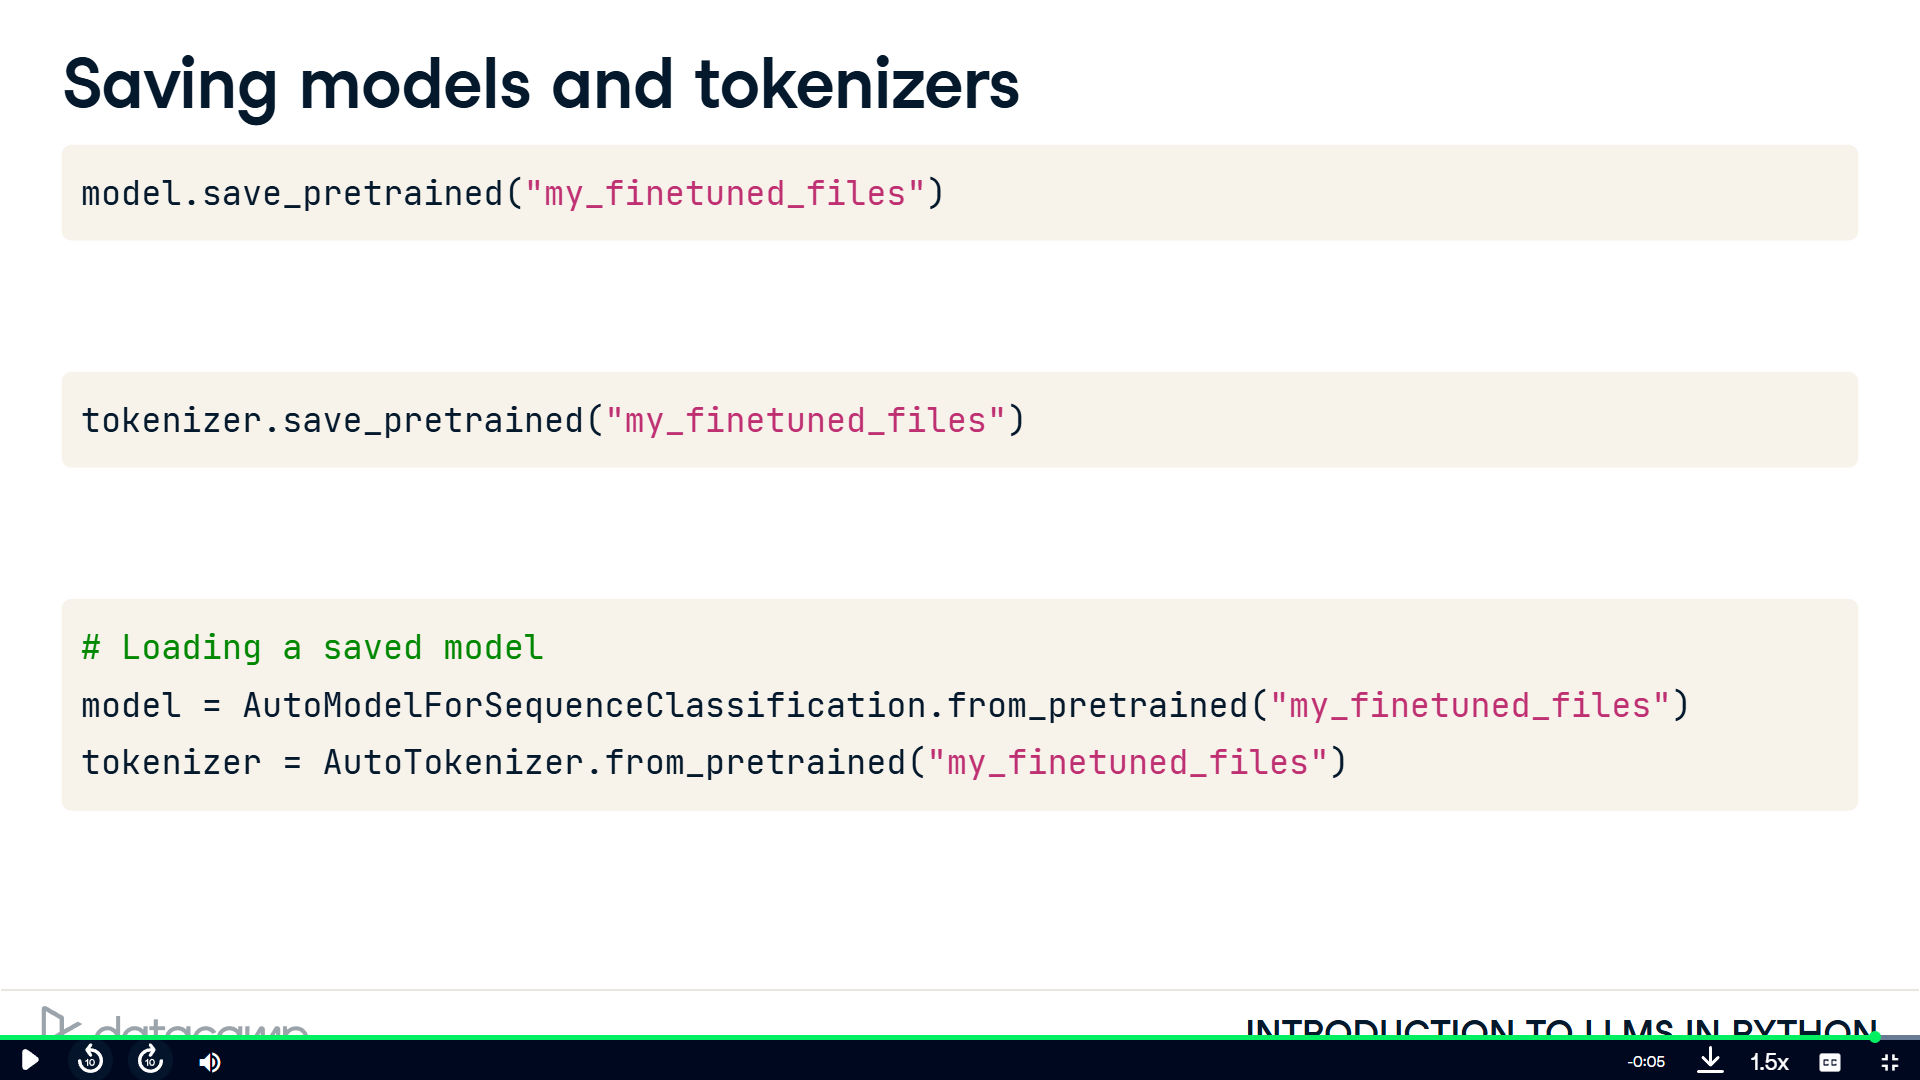 Saving models and tokenizers
model.save_pretrained("my_finetuned_files")
tokenizer.save_pretrained("my_finetuned_files")
# Loading a saved model
model = AutoModelForSequenceClassification.from_pretrained("my_finetuned_files")
tokenizer = AutoTokenizer.from_pretrained("my_finetuned_files")
datacamp
INTRODUCTION TO LLMS IN PYTHON
10
10
-0:05
1.5x
CC